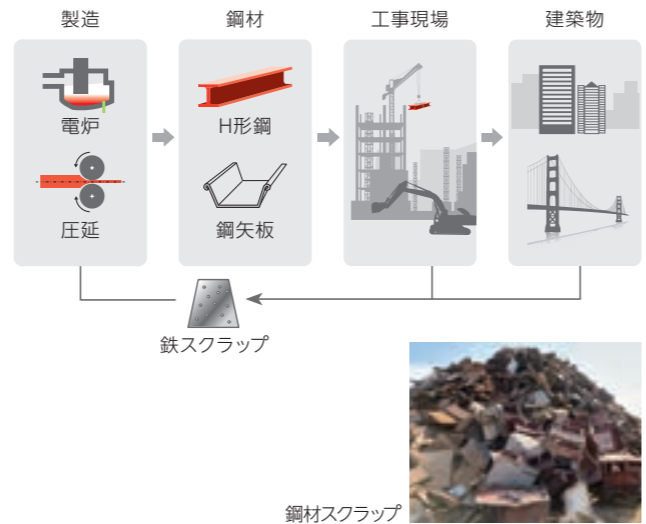 製造
鋼材
工事現場
建築物
電炉
H形鋼
圧延
鋼矢板
鉄スクラップ
鋼材スクラップ